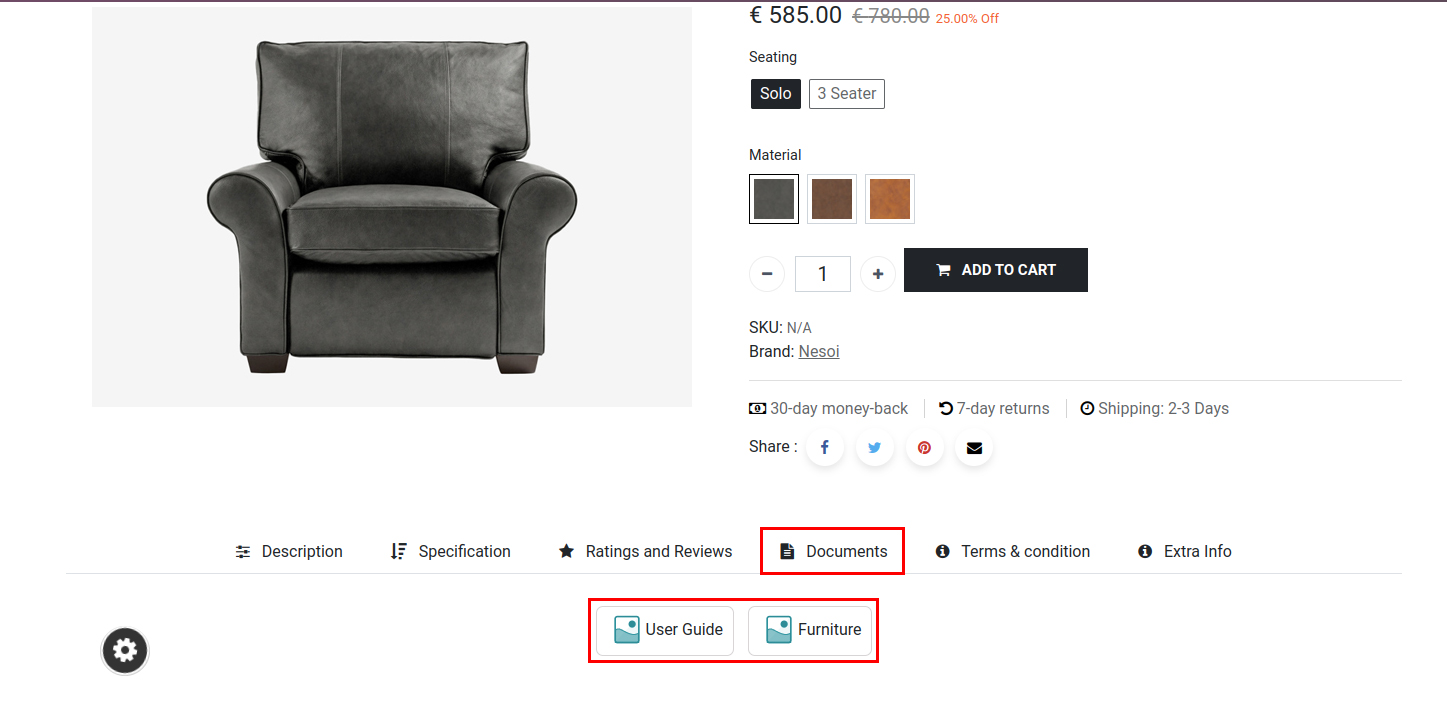 € 585.00 € 780.00 25.00% Off
Seating
Solo 3 Seater
Material
− 1 + ADD TO CART
SKU: N/A
Brand: Nesoi
30-day money-back 7-day returns Shipping: 2-3 Days
Share :
Description Specification Ratings and Reviews Documents Terms & condition Extra Info
User Guide Furniture